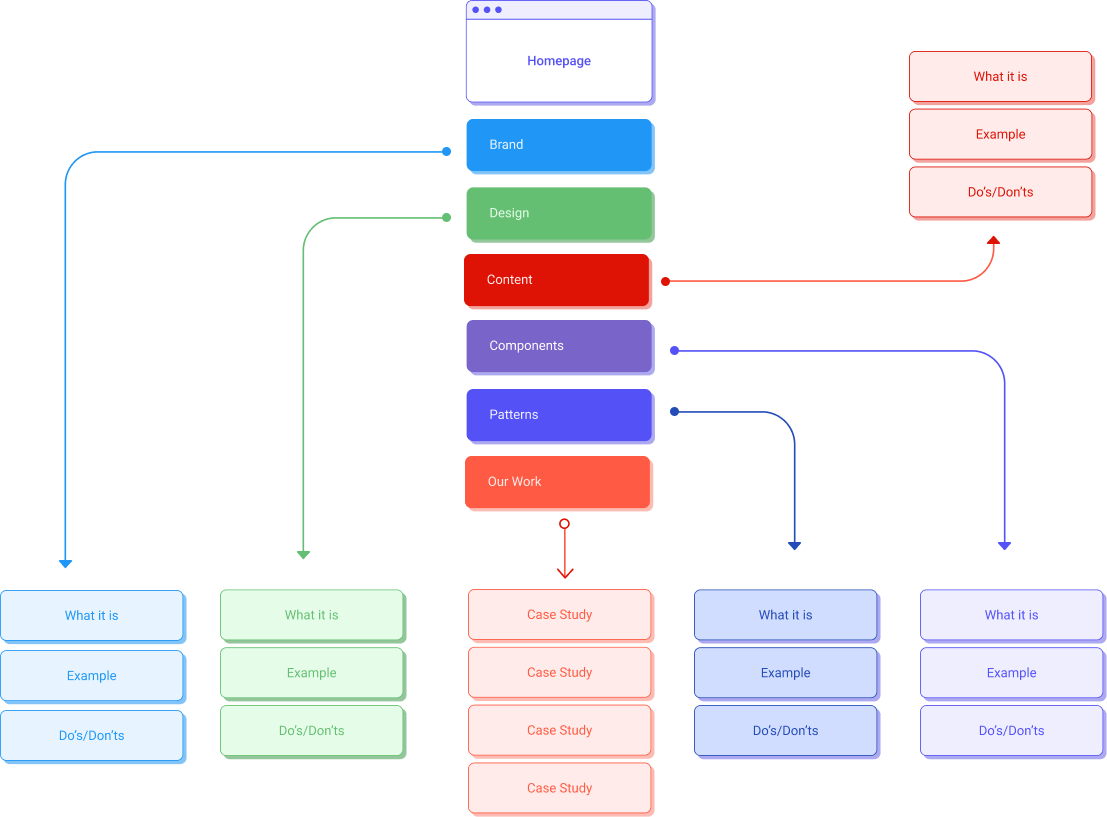 Homepage
Brand
Design
Content
Components
Patterns
Our Work
What it is
Example
Do's/Don'ts
What it is
Example
Do's/Don'ts
What it is
Example
Do's/Don'ts
Case Study
Case Study
Case Study
Case Study
What it is
Example
Do's/Don'ts
What it is
Example
Do's/Don'ts